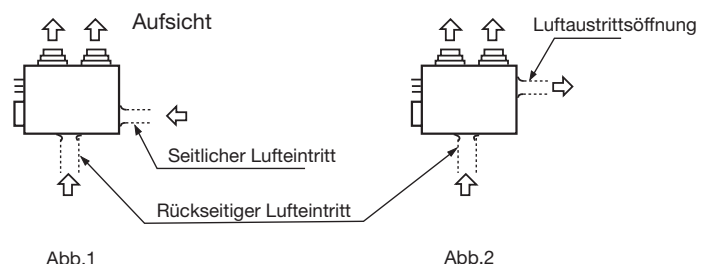 Aufsicht
Luftaustrittsöffnung
Seitlicher Lufteintritt
Rückseitiger Lufteintritt
Abb.1
Abb.2